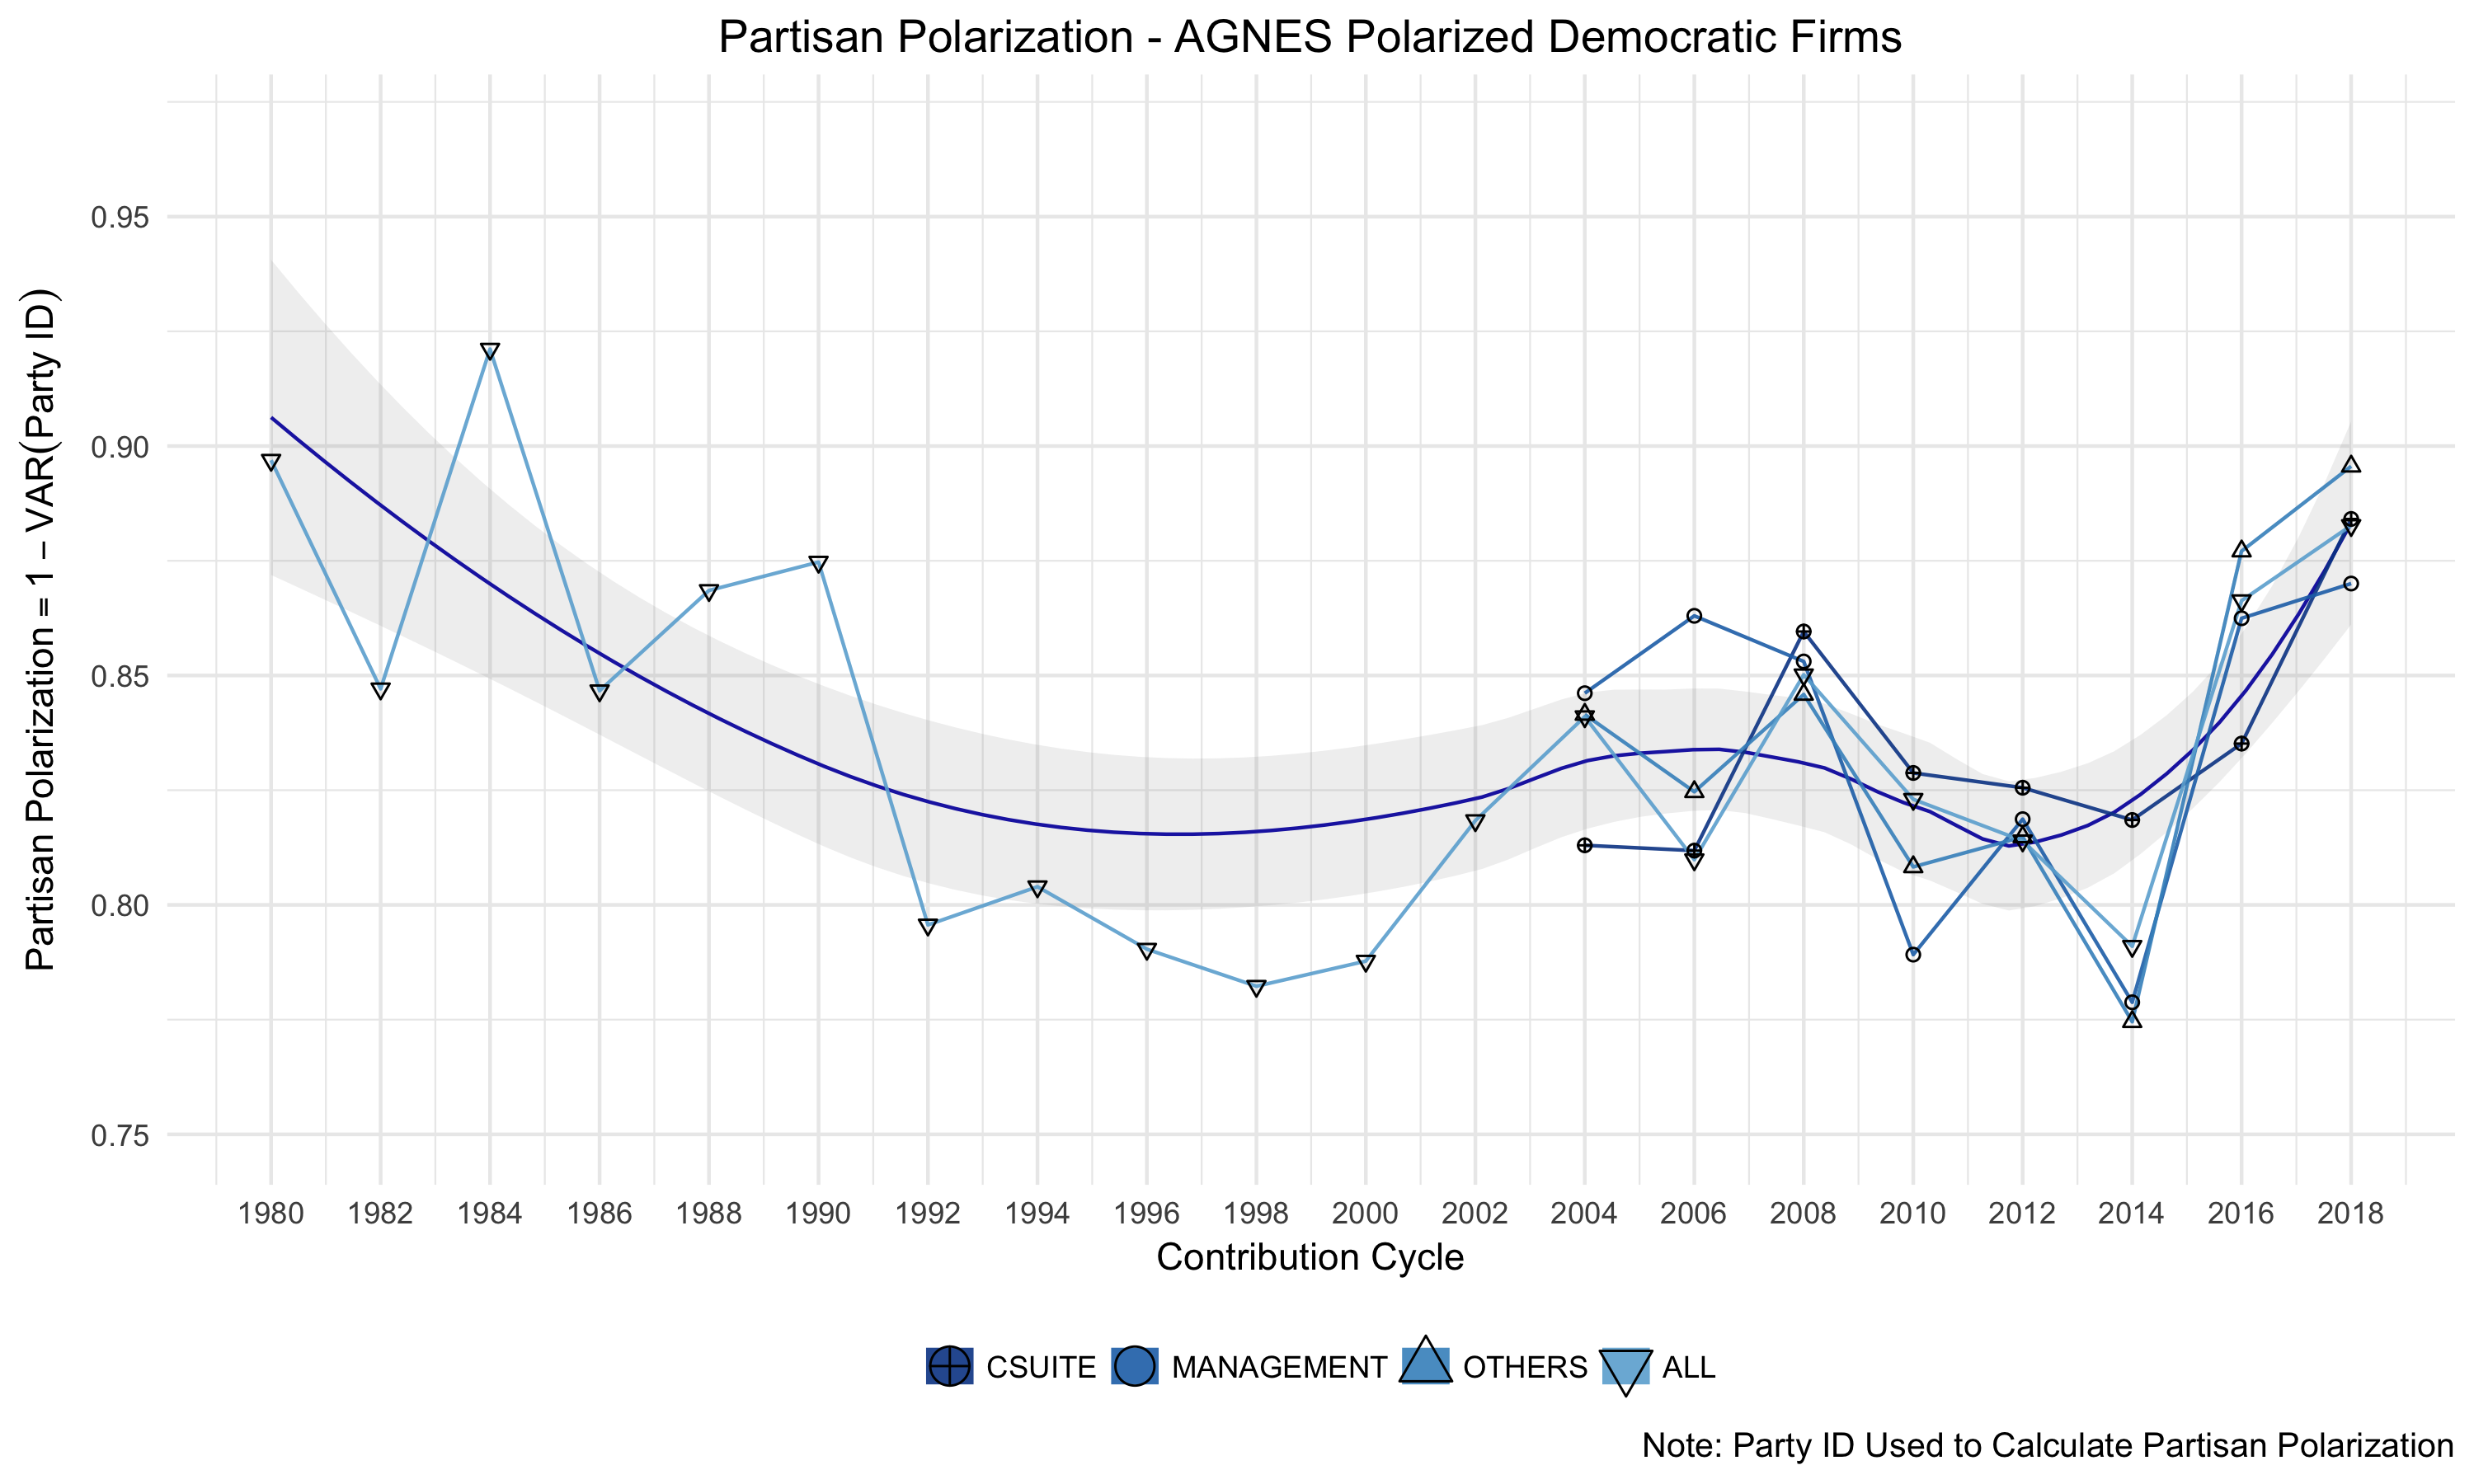 Partisan Polarization - AGNES Polarized Democratic Firms
Partisan Polarization = 1 − VAR(Party ID)
0.95
0.90
0.85
0.80
0.75
1980 1982 1984 1986 1988 1990 1992 1994 1996 1998 2000 2002 2004 2006 2008 2010 2012 2014 2016 2018
Contribution Cycle
CSUITE MANAGEMENT OTHERS ALL
Note: Party ID Used to Calculate Partisan Polarization